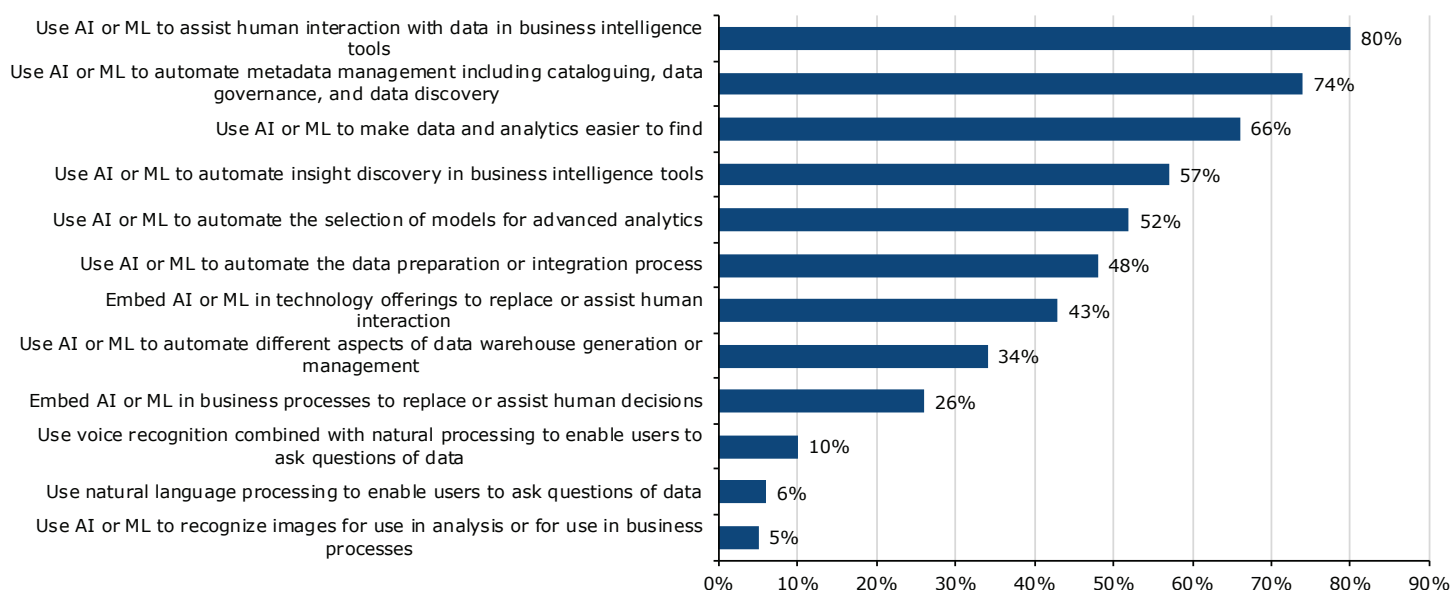 Use AI or ML to assist human interaction with data in business intelligence
tools
80%
Use AI or ML to automate metadata management including cataloguing, data
governance, and data discovery
74%
Use AI or ML to make data and analytics easier to find
66%
Use AI or ML to automate insight discovery in business intelligence tools
57%
Use AI or ML to automate the selection of models for advanced analytics
52%
Use AI or ML to automate the data preparation or integration process
48%
Embed AI or ML in technology offerings to replace or assist human
interaction
43%
Use AI or ML to automate different aspects of data warehouse generation or
management
34%
Embed AI or ML in business processes to replace or assist human decisions
26%
Use voice recognition combined with natural processing to enable users to
ask questions of data
10%
Use natural language processing to enable users to ask questions of data
6%
Use AI or ML to recognize images for use in analysis or for use in business
processes
5%
0% 10% 20% 30% 40% 50% 60% 70% 80% 90%